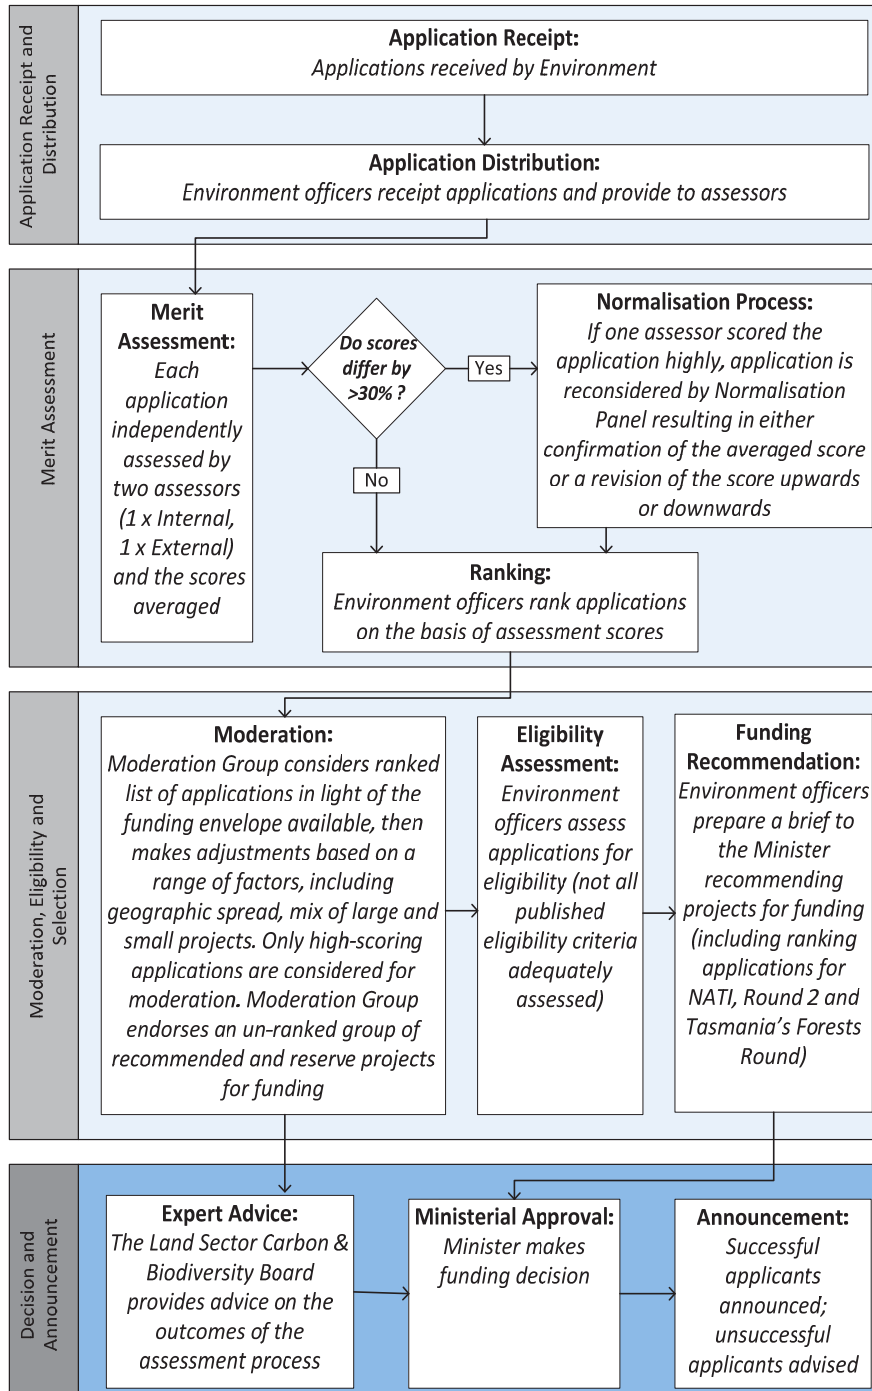 Application Receipt and
Distribution
Application Receipt:
Applications received by Environment
Application Distribution:
Environment officers receipt applications and provide to assessors
Merit Assessment
Merit
Assessment:
Each
application
independently
assessed by
two assessors
(1 x Internal,
1 x External)
and the scores
averaged
Do scores
differ by
>30% ?
Yes
No
Normalisation Process:
If one assessor scored the
application highly, application is
reconsidered by Normalisation
Panel resulting in either
confirmation of the averaged score
or a revision of the score upwards
or downwards
Ranking:
Environment officers rank applications
on the basis of assessment scores
Moderation, Eligibility and
Selection
Moderation:
Moderation Group considers ranked
list of applications in light of the
funding envelope available, then
makes adjustments based on a
range of factors, including
geographic spread, mix of large and
small projects. Only high-scoring
applications are considered for
moderation. Moderation Group
endorses an un-ranked group of
recommended and reserve projects
for funding
Eligibility
Assessment:
Environment
officers assess
applications for
eligibility (not all
published
eligibility criteria
adequately
assessed)
Funding
Recommendation:
Environment officers
prepare a brief to
the Minister
recommending
projects for funding
(including ranking
applications for
NATI, Round 2 and
Tasmania's Forests
Round)
Decision and
Announcement
Expert Advice:
The Land Sector Carbon &
Biodiversity Board
provides advice on the
outcomes of the
assessment process
Ministerial Approval:
Minister makes
funding decision
Announcement:
Successful
applicants
announced;
unsuccessful
applicants advised